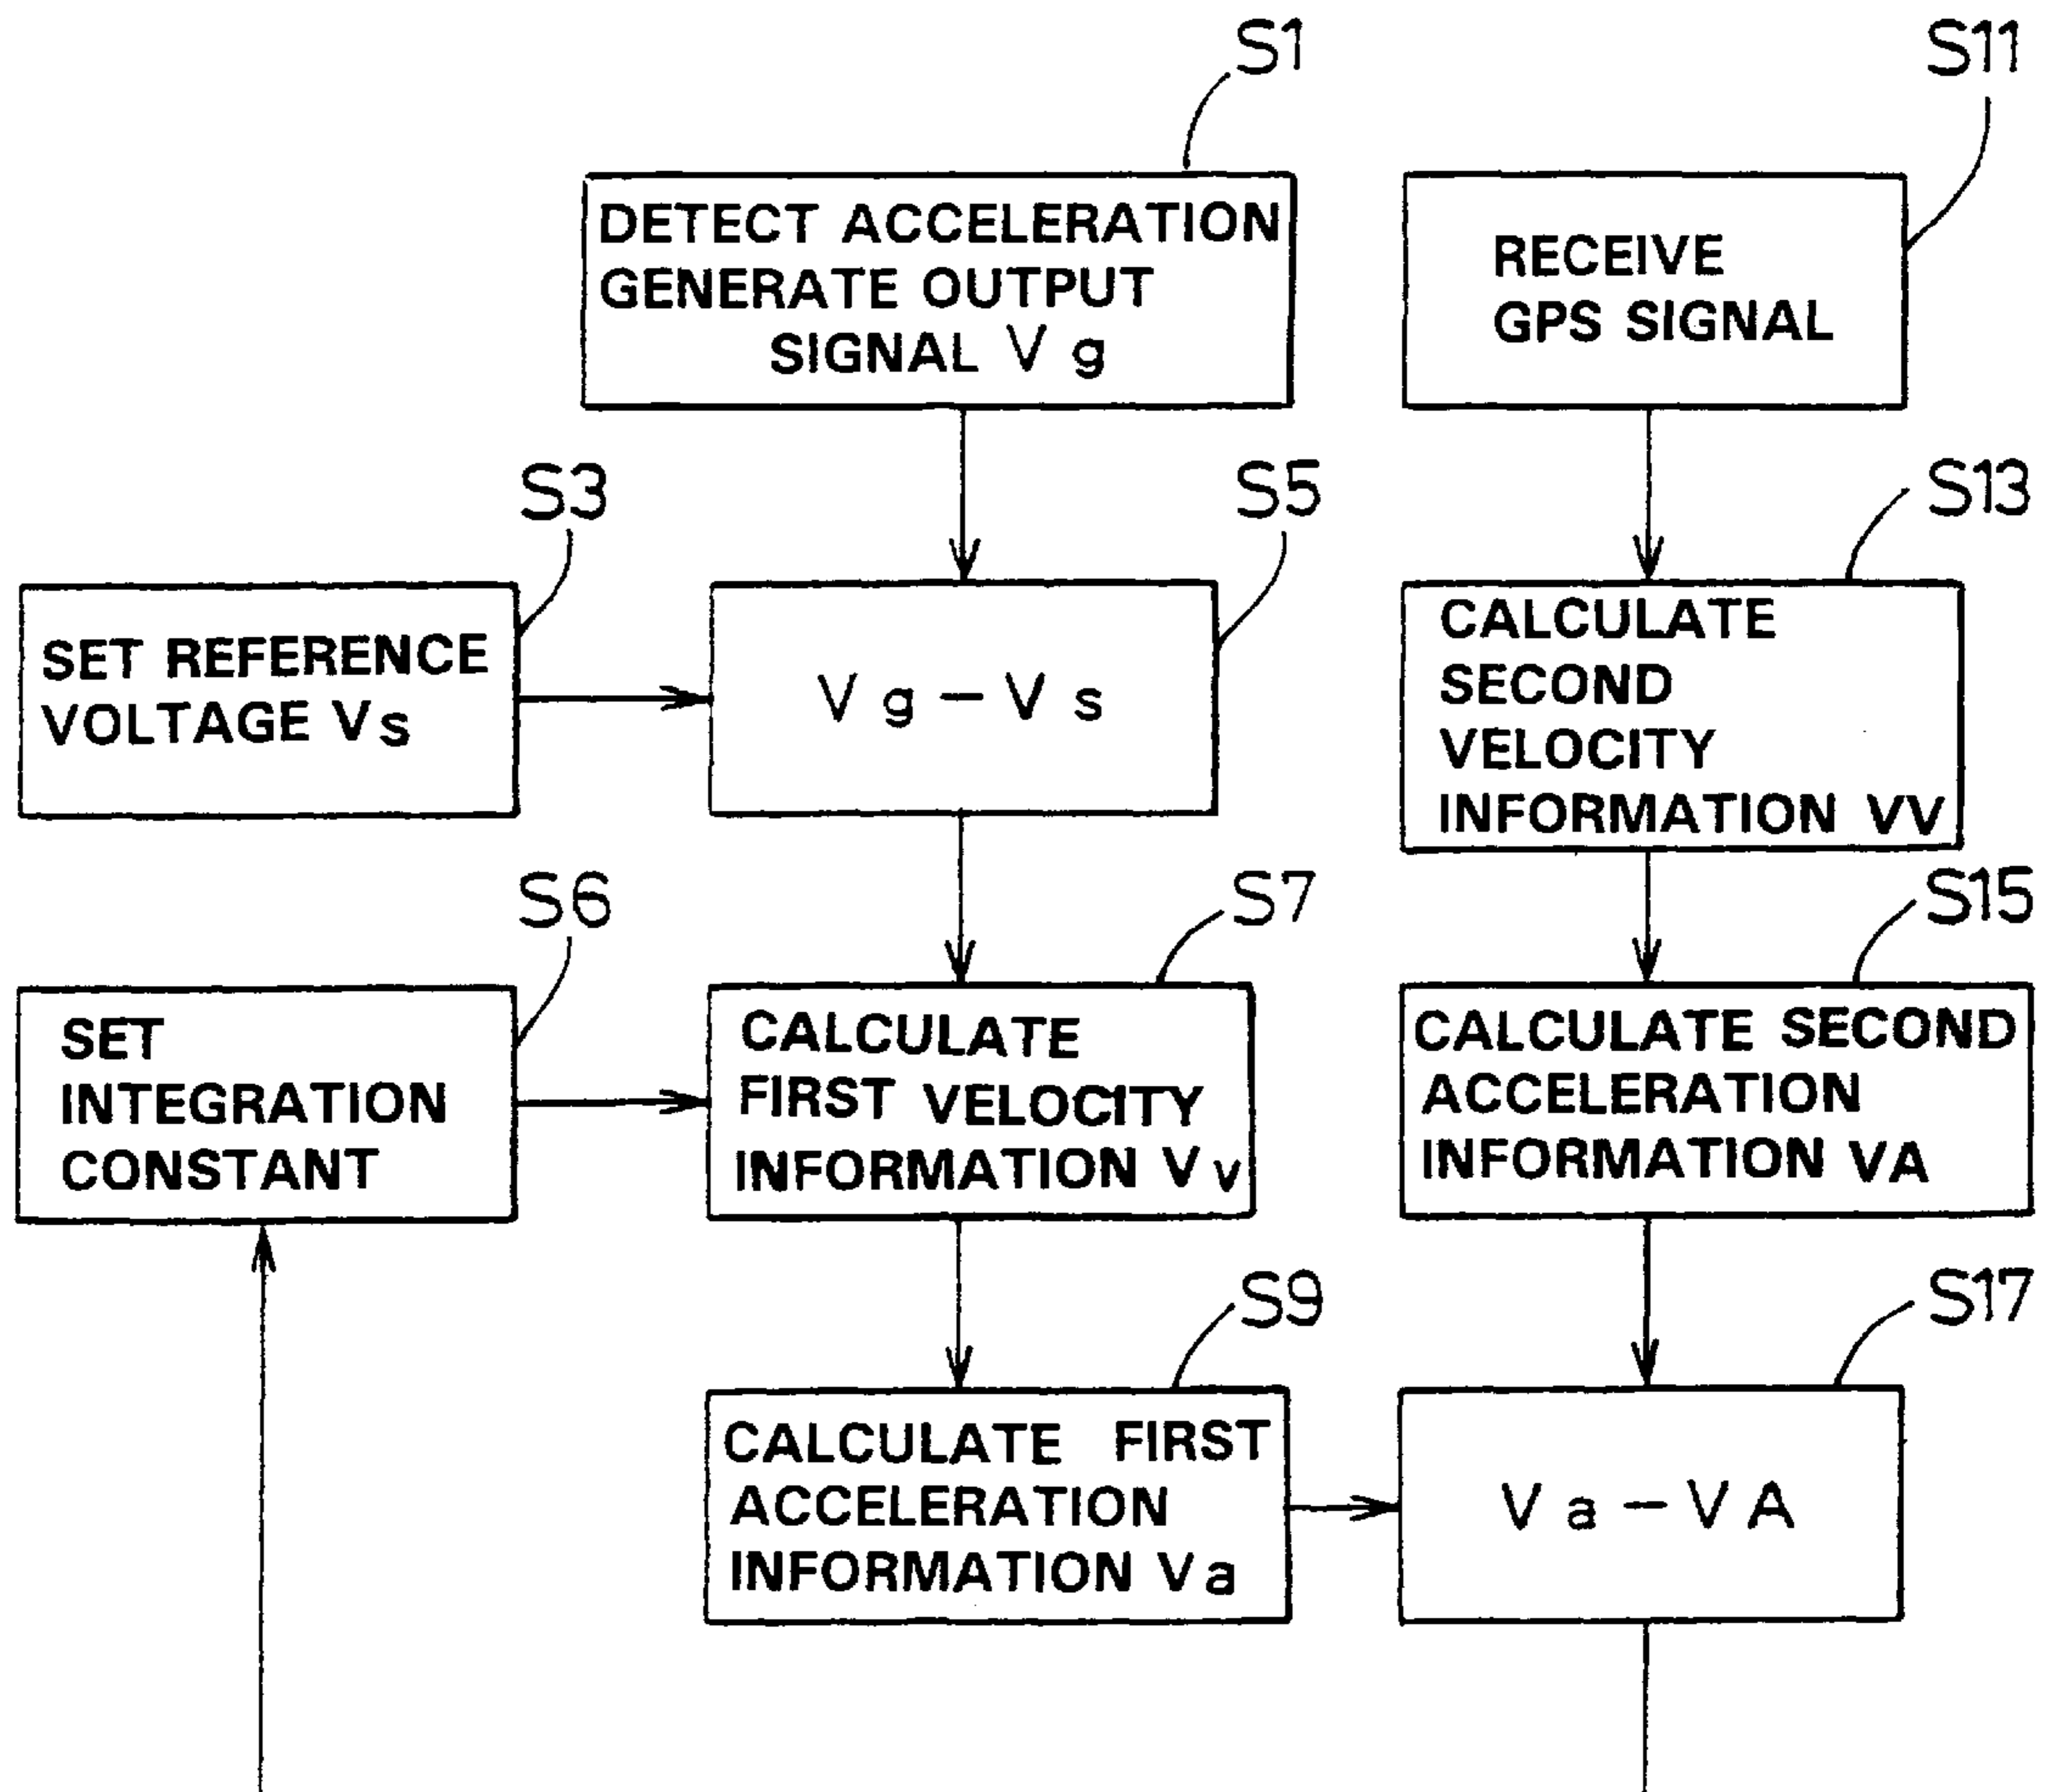 S1
S11
DETECT ACCELERATION
GENERATE OUTPUT
SIGNAL Vg
RECEIVE
GPS SIGNAL
S3
S5
S13
SET REFERENCE
VOLTAGE Vs
Vg-Vs
CALCULATE
SECOND
VELOCITY
INFORMATION VV
S6
S7
S15
SET
INTEGRATION
CONSTANT
CALCULATE
FIRST VELOCITY
INFORMATION Vv
CALCULATE SECOND
ACCELERATION
INFORMATION VA
S9
S17
CALCULATE FIRST
ACCELERATION
INFORMATION Va
Va-VA